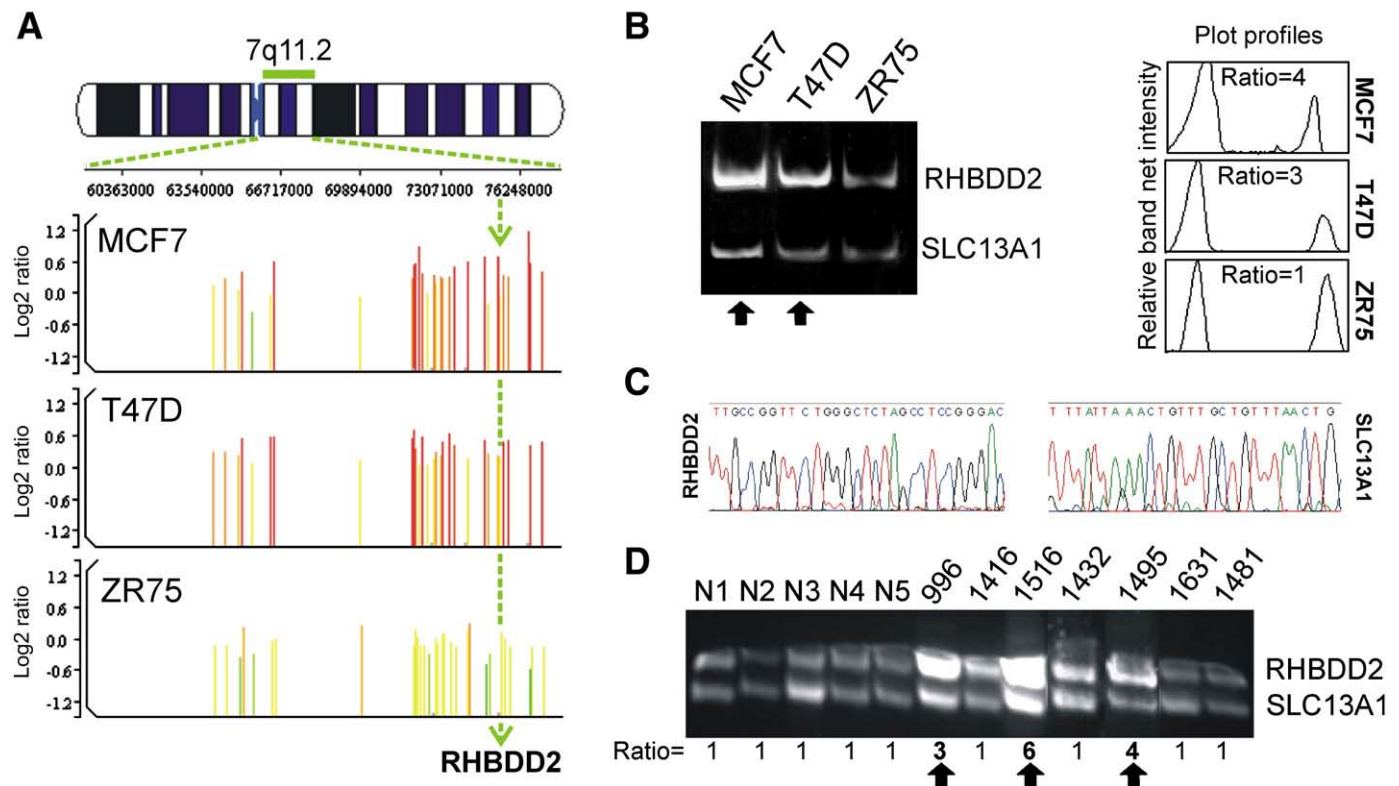 A
7q11.2
60363000 63540000 66717000 69894000 73071000 76248000
MCF7
Log2 ratio
1.2
0.6
0.0
-0.6
-1.2
T47D
Log2 ratio
1.2
0.6
0.0
-0.6
-1.2
ZR75
Log2 ratio
1.2
0.6
0.0
-0.6
-1.2
RHBDD2
B
MCF7 T47D ZR75
RHBDD2
SLC13A1
Plot profiles
Relative band net intensity
Ratio=4
MCF7
Ratio=3
T47D
Ratio=1
ZR75
C
RHBDD2
TTGCCGGTTCTGGGCTCTAGCCTCCGGGAC
TTTATTAAACTGTTTGCTGTTTAACTG
SLC13A1
D
N1 N2 N3 N4 N5 996 1416 1516 1432 1495 1631 1481
RHBDD2
SLC13A1
Ratio= 1 1 1 1 1 3 1 6 1 4 1 1